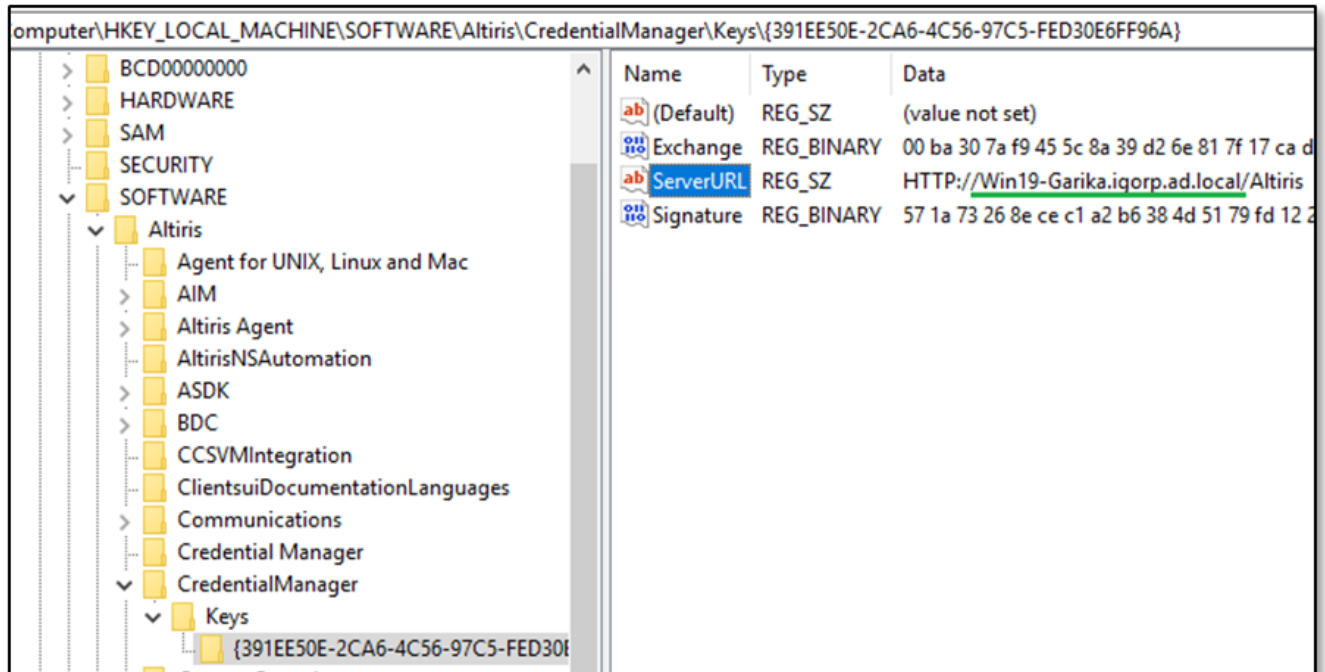 omputer\HKEY_LOCAL_MACHINE\SOFTWARE\Altiris\CredentialManager\Keys\{391EE50E-2CA6-4C56-97C5-FED30E6FF96A}
BCD00000000
HARDWARE
SAM
SECURITY
SOFTWARE
Altiris
Agent for UNIX, Linux and Mac
AIM
Altiris Agent
AltirisNSAutomation
ASDK
BDC
CCSVMIntegration
ClientsuiDocumentationLanguages
Communications
Credential Manager
CredentialManager
Keys
{391EE50E-2CA6-4C56-97C5-FED30E
Name Type Data
(Default) REG_SZ (value not set)
Exchange REG_BINARY 00 ba 30 7a f9 45 5c 8a 39 d2 6e 81 7f 17 ca d
ServerURL REG_SZ HTTP://Win19-Garika.iqorp.ad.local/Altiris
Signature REG_BINARY 57 1a 73 26 8e ce c1 a2 b6 38 4d 51 79 fd 12 2